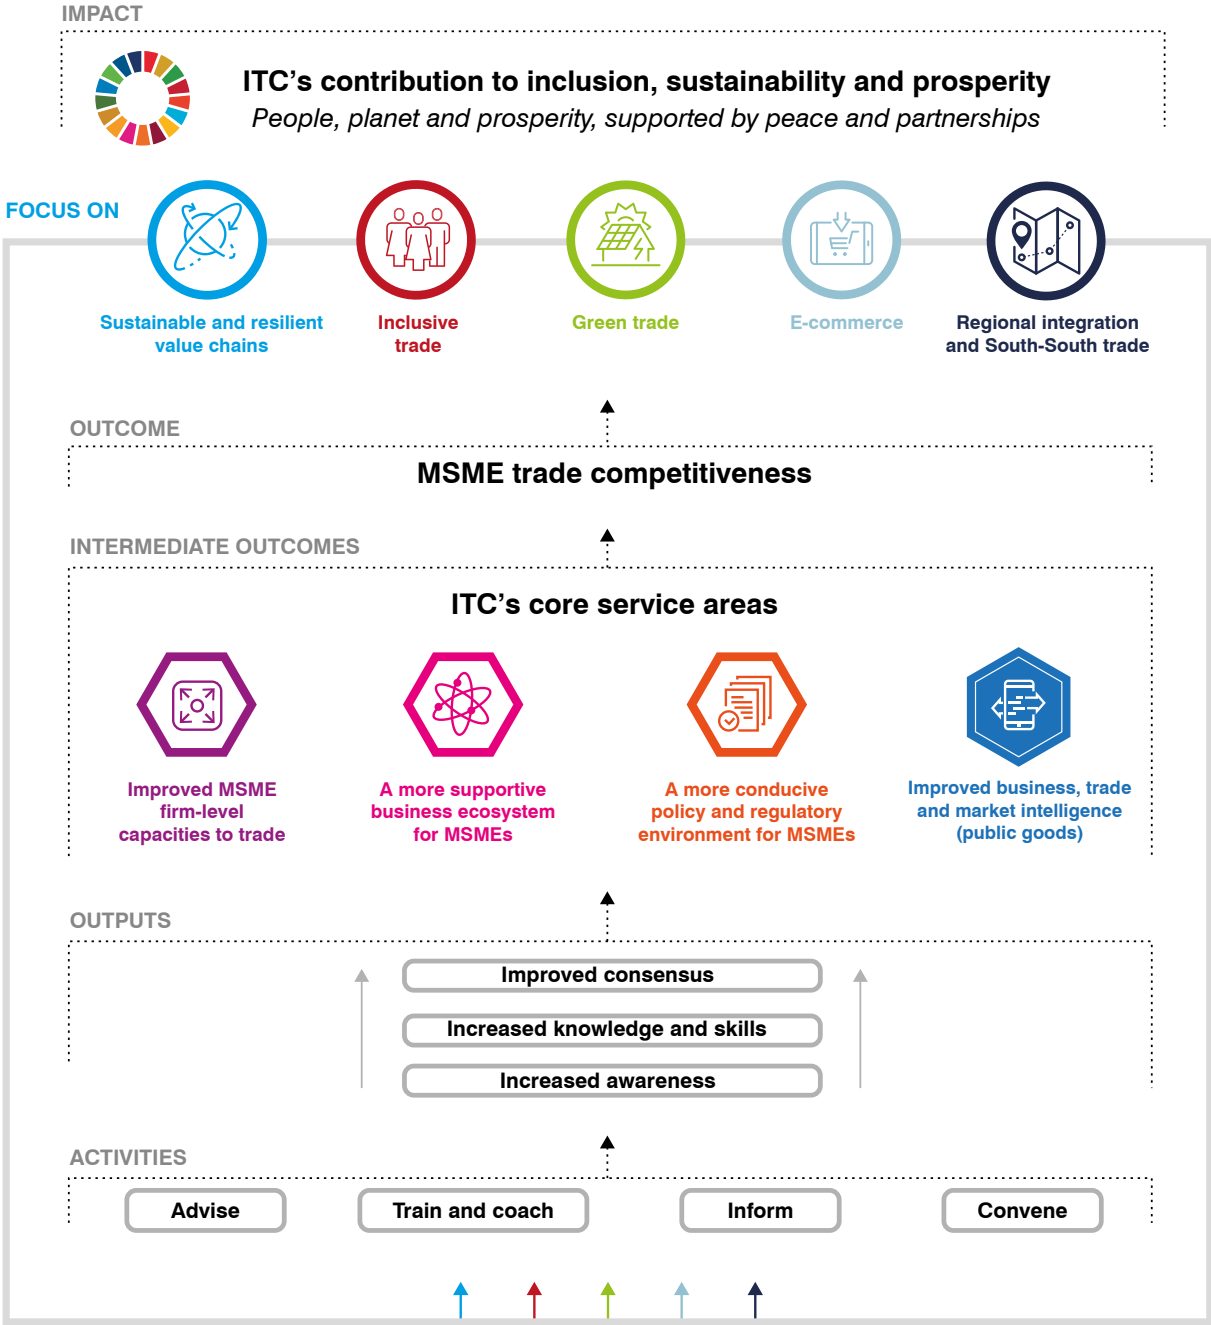 IMPACT
ITC’s contribution to inclusion, sustainability and prosperity
People, planet and prosperity, supported by peace and partnerships
FOCUS ON
Sustainable and resilient
value chains
Inclusive
trade
Green trade
E-commerce
Regional integration
and South-South trade
OUTCOME
MSME trade competitiveness
INTERMEDIATE OUTCOMES
ITC’s core service areas
Improved MSME
firm-level
capacities to trade
A more supportive
business ecosystem
for MSMEs
A more conducive
policy and regulatory
environment for MSMEs
Improved business, trade
and market intelligence
(public goods)
OUTPUTS
Improved consensus
Increased knowledge and skills
Increased awareness
ACTIVITIES
Advise
Train and coach
Inform
Convene